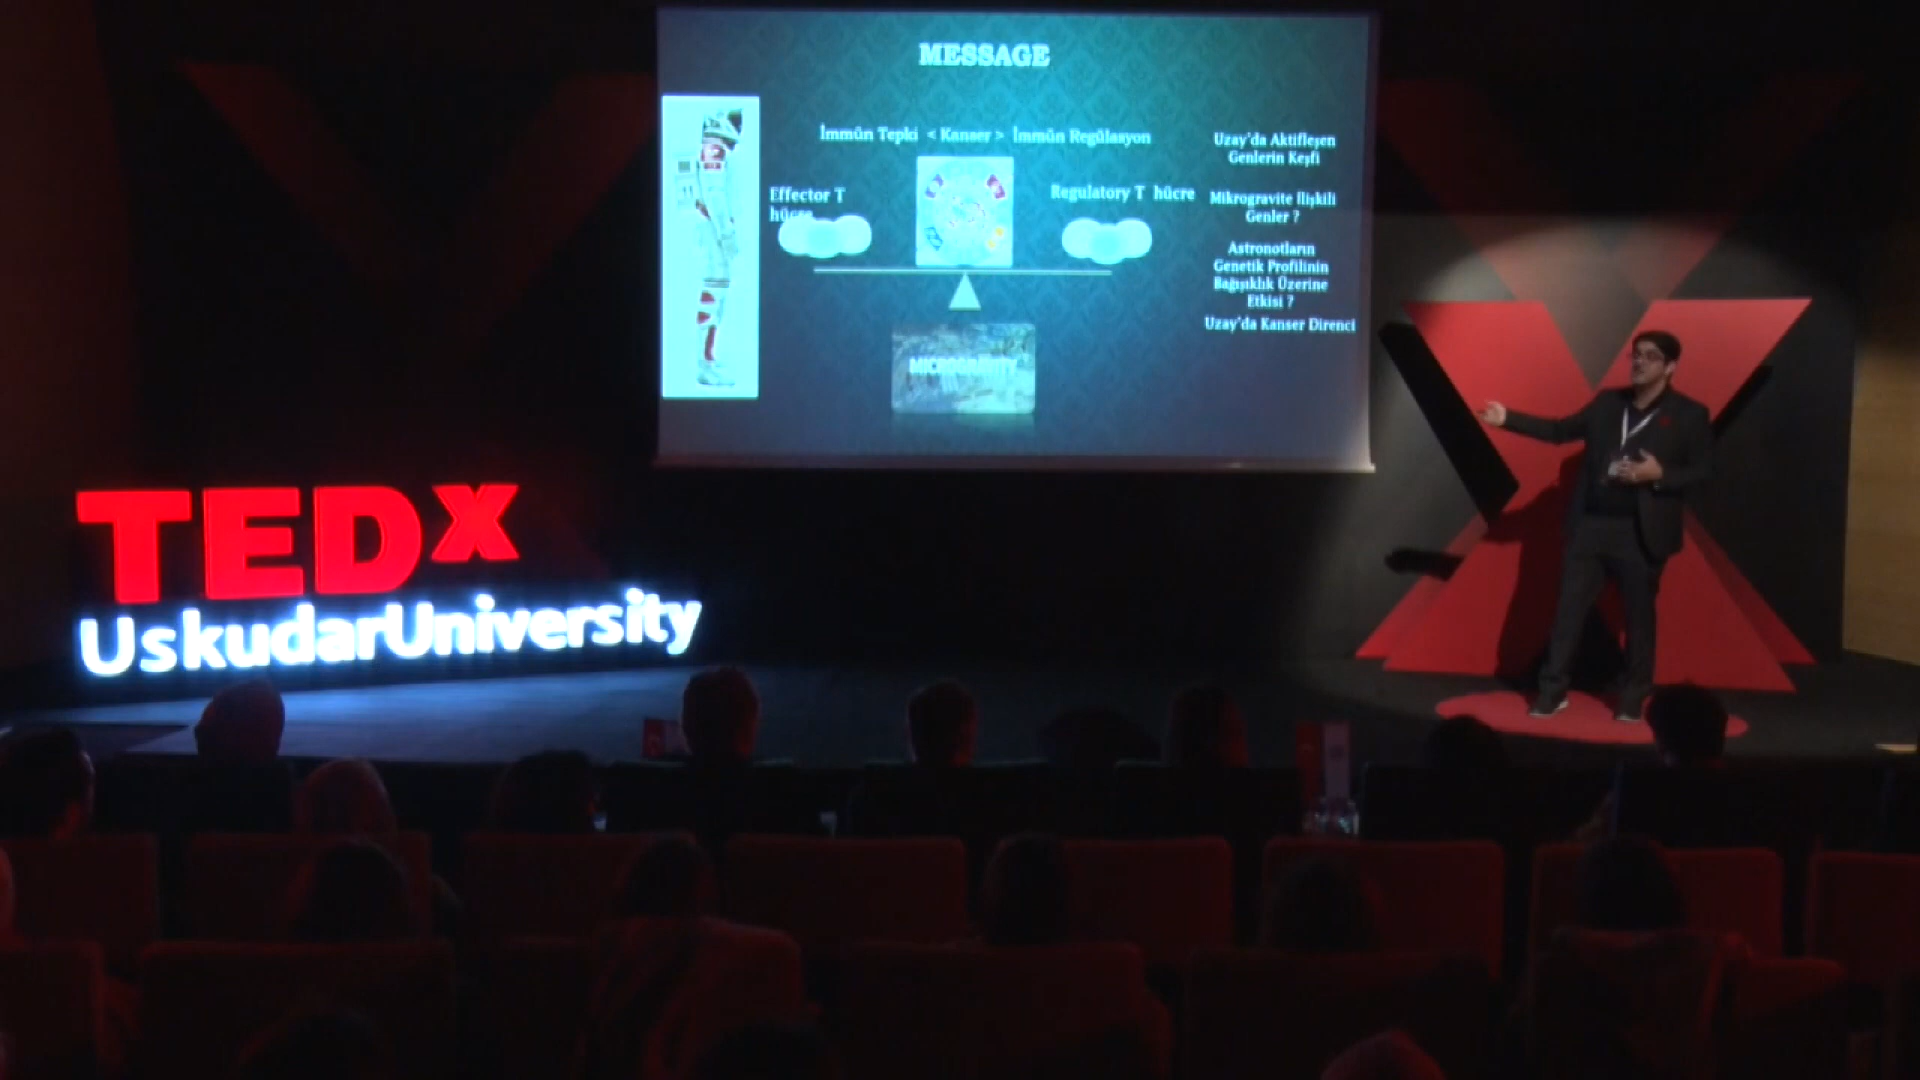 MESSAGE
İmmün Tepki < Kanser > İmmün Regülasyon
Effector T
hücre
Regulatory T hücre
Uzay'da Aktifleşen
Genlerin Keşfi
Mikrogravite İlişkili
Genler ?
Astronotların
Genetik Profilinin
Bağışıklık Üzerine
Etkisi ?
Uzay'da Kanser Direnci
MICROGRAVITY
TEDx
UskudarUniversity